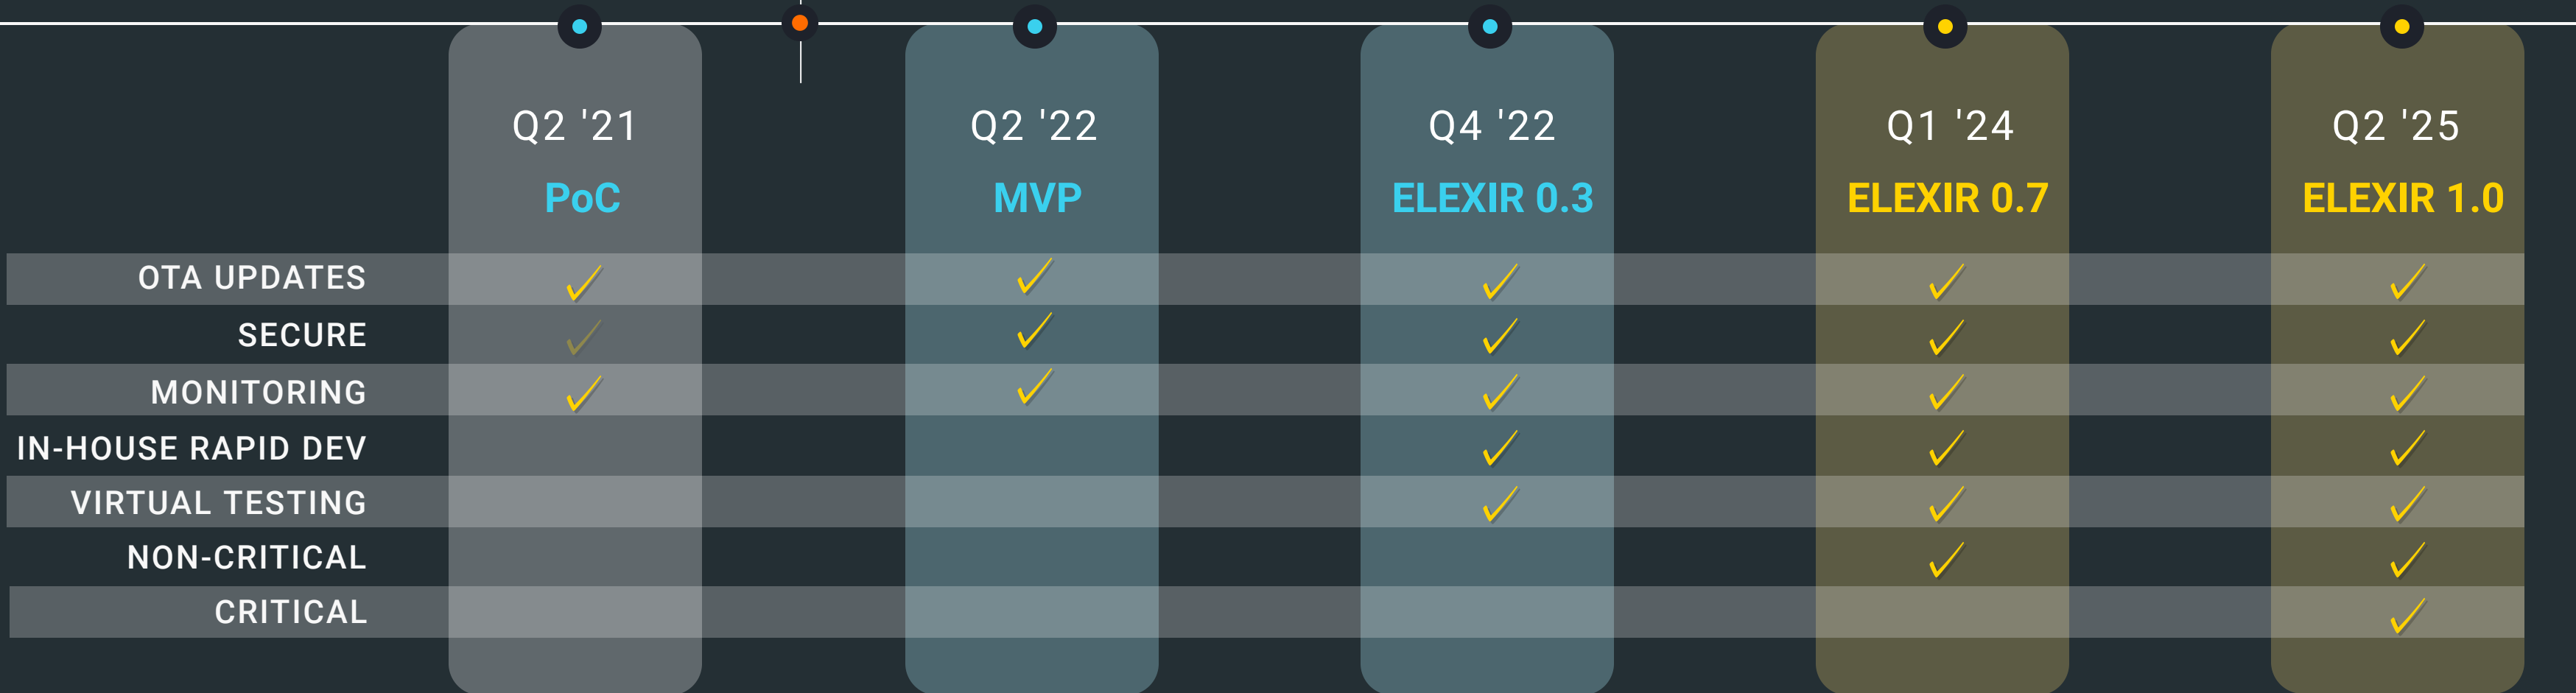 Q2 '21 Q2 '22 Q4 '22 Q1 '24 Q2 '25
PoC MVP ELEXIR 0.3 ELEXIR 0.7 ELEXIR 1.0
OTA UPDATES
SECURE
MONITORING
IN-HOUSE RAPID DEV
VIRTUAL TESTING
NON-CRITICAL
CRITICAL